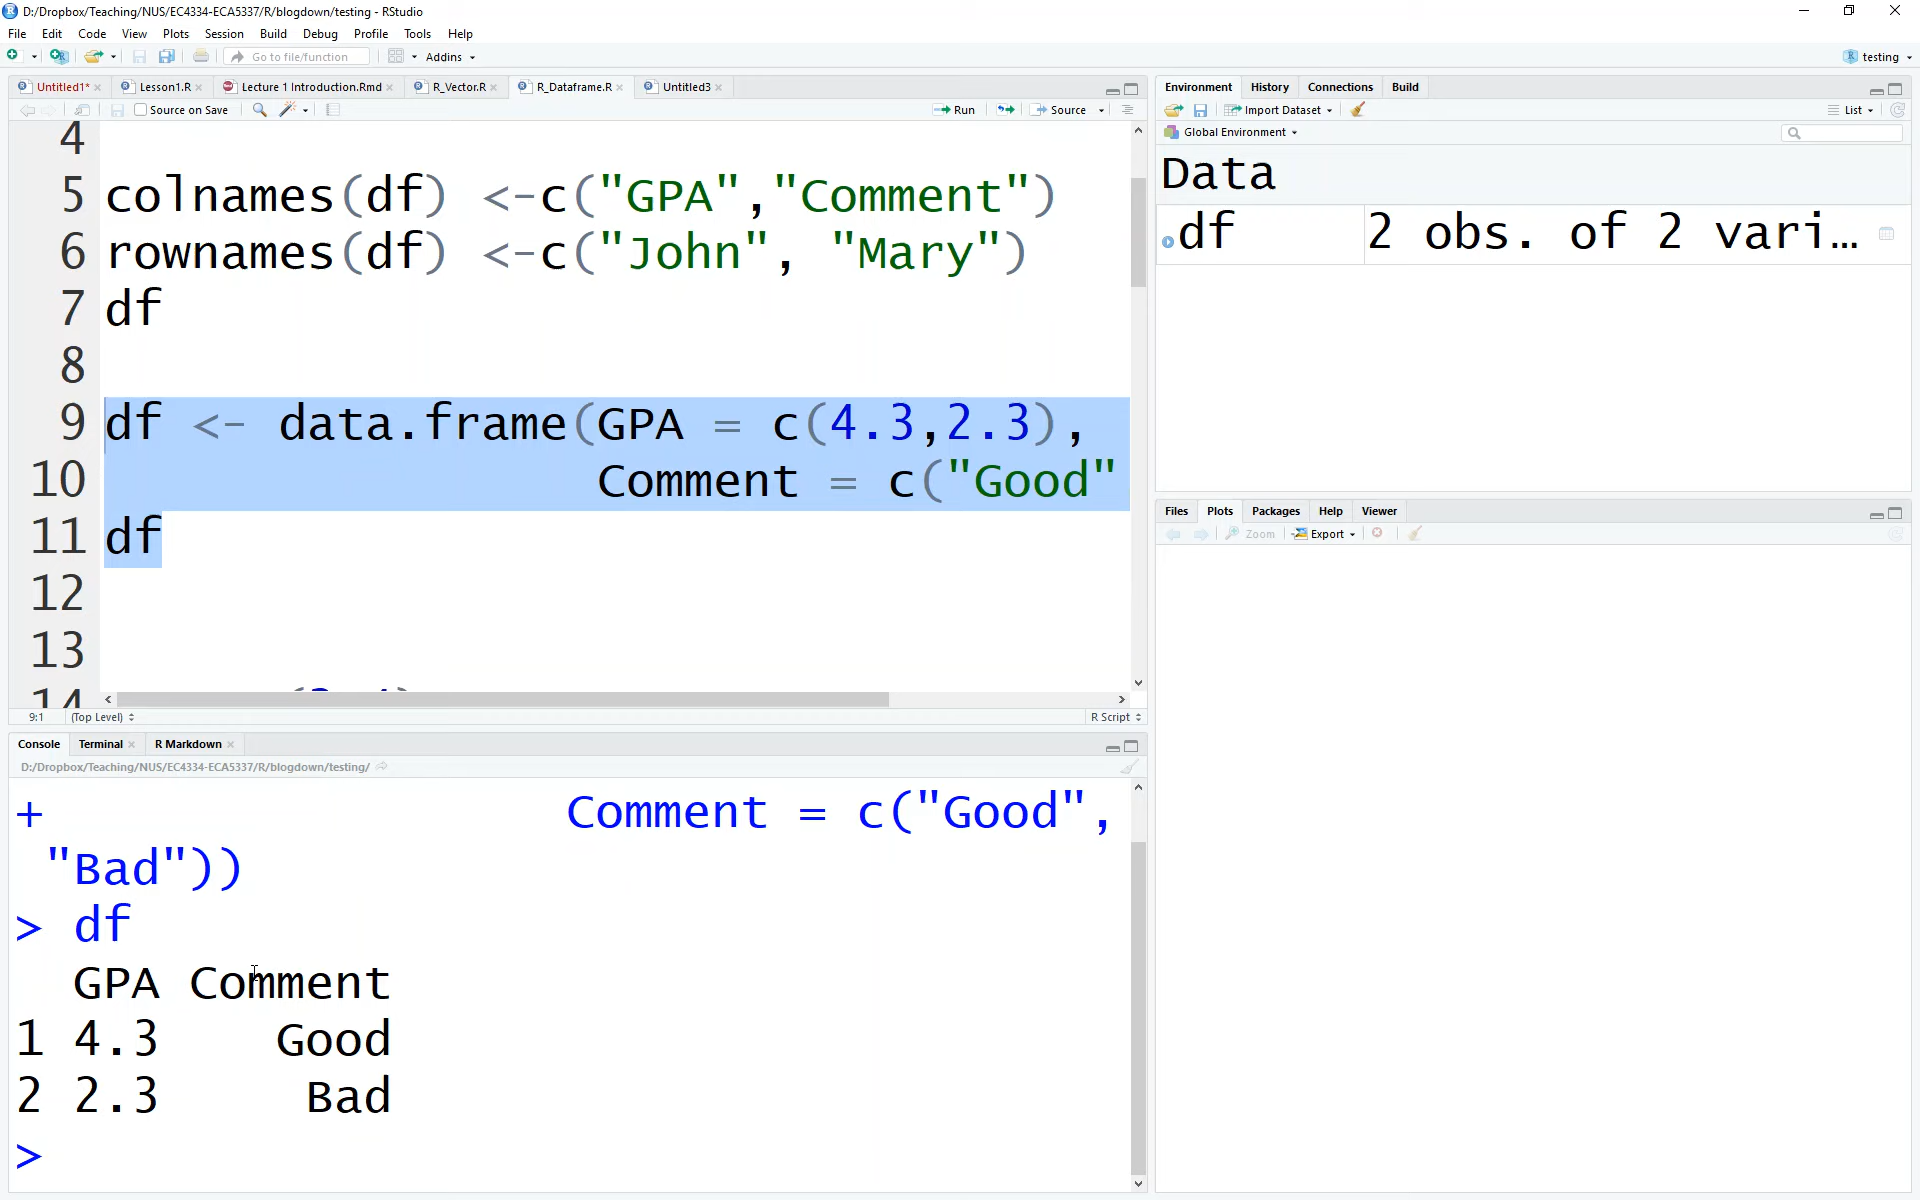 D:/Dropbox/Teaching/NUS/EC4334-ECA5337/R/blogdown/testing - RStudio
File Edit Code View Plots Session Build Debug Profile Tools Help
Go to file/function Addins testing
Untitled1* Lesson1.R Lecture 1 Introduction.Rmd R_Vector.R R_Dataframe.R Untitled3
Source on Save Run Source
4
5 colnames(df) <-c("GPA","Comment")
6 rownames(df) <-c("John", "Mary")
7 df
8
9 df <- data.frame(GPA = c(4.3,2.3),
10 Comment = c("Good"
11 df
12
13
14
9:1 (Top Level) R Script
Console Terminal R Markdown
D:/Dropbox/Teaching/NUS/EC4334-ECA5337/R/blogdown/testing/
+ Comment = c("Good",
"Bad"))
> df
GPA Comment
1 4.3 Good
2 2.3 Bad
>
Environment History Connections Build
Import Dataset List
Global Environment
Data
df 2 obs. of 2 vari...
Files Plots Packages Help Viewer
Zoom Export